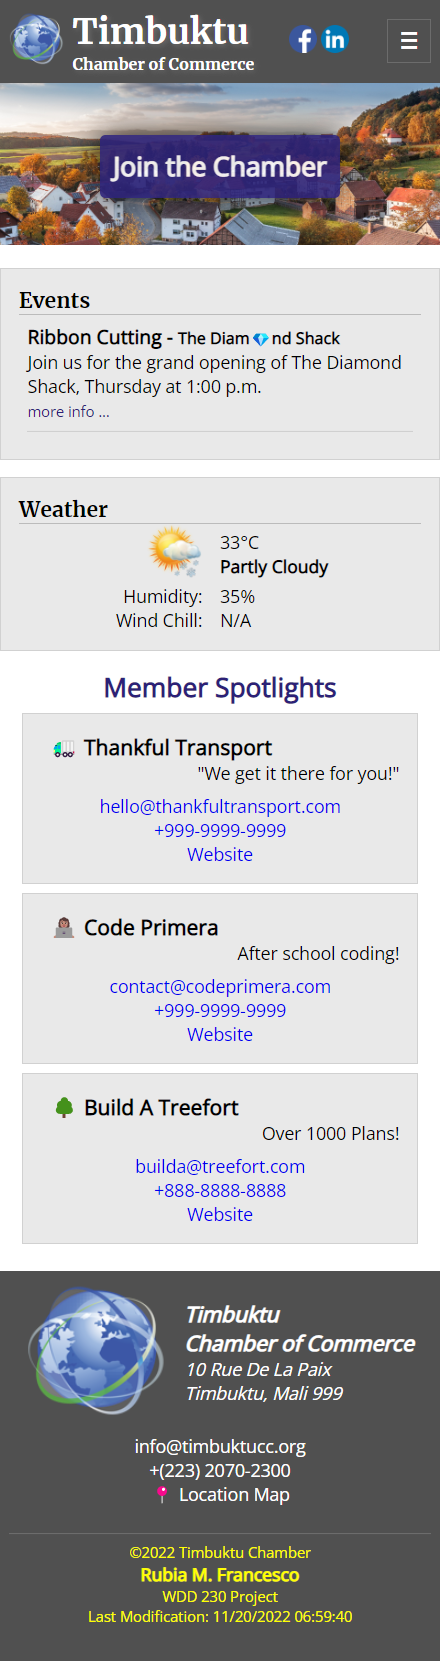 Timbuktu
Chamber of Commerce
Join the Chamber
Events
Ribbon Cutting - The Diam💎nd Shack
Join us for the grand opening of The Diamond
Shack, Thursday at 1:00 p.m.
more info ...
Weather
33°C
Partly Cloudy
Humidity: 35%
Wind Chill: N/A
Member Spotlights
Thankful Transport
"We get it there for you!"
hello@thankfultransport.com
+999-9999-9999
Website
Code Primera
After school coding!
contact@codeprimera.com
+999-9999-9999
Website
Build A Treefort
Over 1000 Plans!
builda@treefort.com
+888-8888-8888
Website
Timbuktu
Chamber of Commerce
10 Rue De La Paix
Timbuktu, Mali 999
info@timbuktucc.org
+(223) 2070-2300
Location Map
©2022 Timbuktu Chamber
Rubia M. Francesco
WDD 230 Project
Last Modification: 11/20/2022 06:59:40